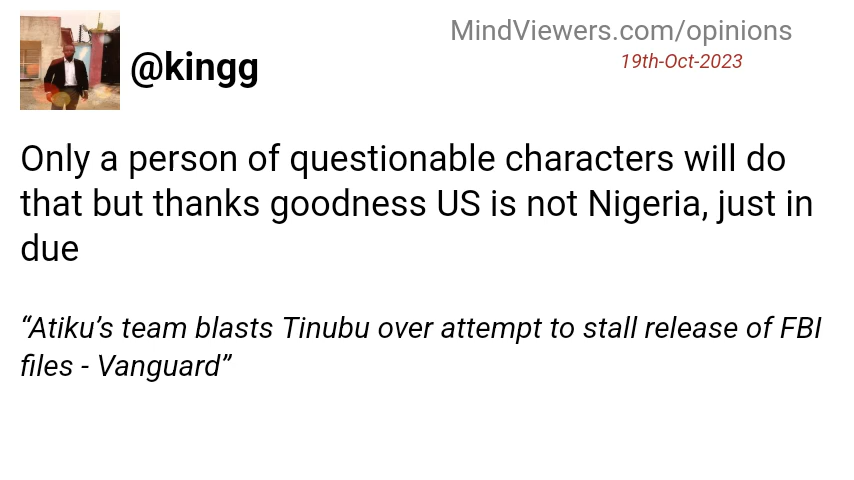 MindViewers.com/opinions
19th-Oct-2023
@kingg
Only a person of questionable characters will do
that but thanks goodness US is not Nigeria, just in
due
“Atiku’s team blasts Tinubu over attempt to stall release of FBI
files - Vanguard”